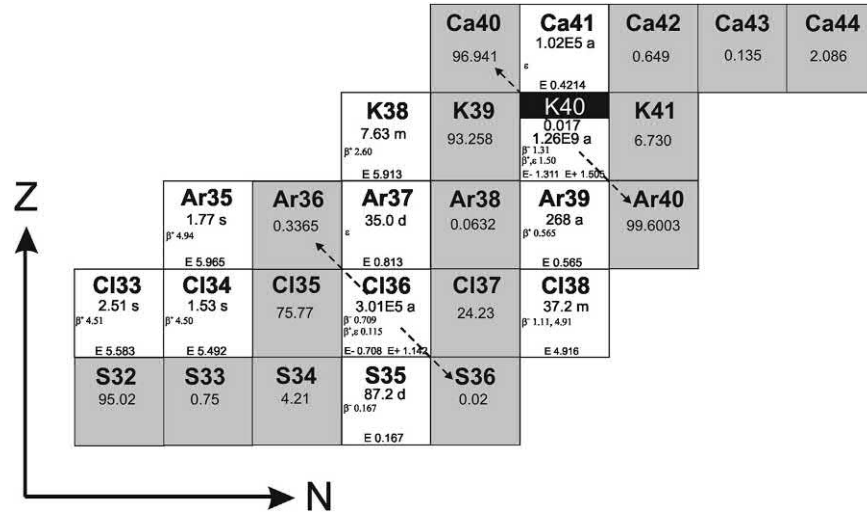 Ca40
96.941
Ca41
1.02E5 a
ε
E 0.4214
Ca42
0.649
Ca43
0.135
Ca44
2.086
K38
7.63 m
β⁺ 2.60
E 5.913
K39
93.258
K40
0.017
1.26E9 a
β⁻ 1.31
β⁺,ε 1.50
E- 1.311 E+ 1.505
K41
6.730
Z
Ar35
1.77 s
β⁺ 4.94
E 5.965
Ar36
0.3365
Ar37
35.0 d
ε
E 0.813
Ar38
0.0632
Ar39
268 a
β⁺ 0.565
E 0.565
Ar40
99.6003
Cl33
2.51 s
β⁺ 4.51
E 5.583
Cl34
1.53 s
β⁺ 4.50
E 5.492
Cl35
75.77
Cl36
3.01E5 a
β⁻ 0.709
β⁺,ε 0.115
E- 0.708 E+ 1.142
Cl37
24.23
Cl38
37.2 m
β⁻ 1.11, 4.91
E 4.916
S32
95.02
S33
0.75
S34
4.21
S35
87.2 d
β⁻ 0.167
E 0.167
S36
0.02
N